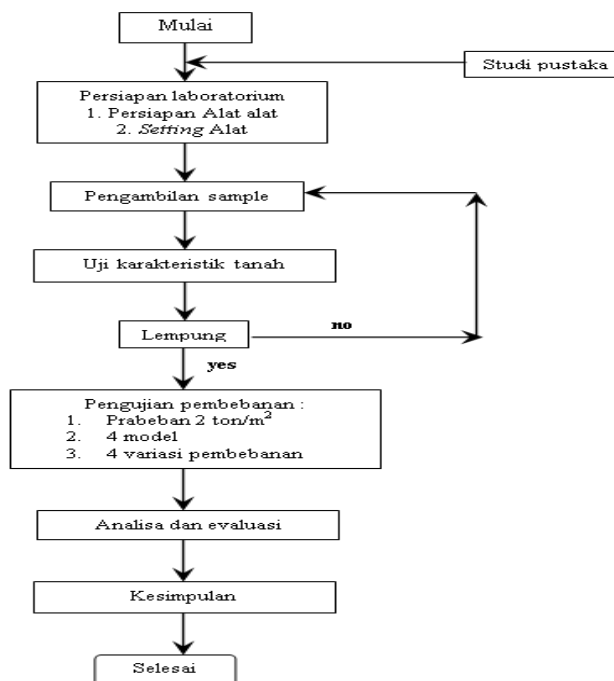 Mulai
Studi pustaka
Persiapan laboratorium
1. Persiapan Alat alat
2. Setting Alat
Pengambilan sample
Uji karakteristik tanah
Lempung
no
yes
Pengujian pembebanan :
1. Prabeban 2 ton/m²
2. 4 model
3. 4 variasi pembebanan
Analisa dan evaluasi
Kesimpulan
Selesai